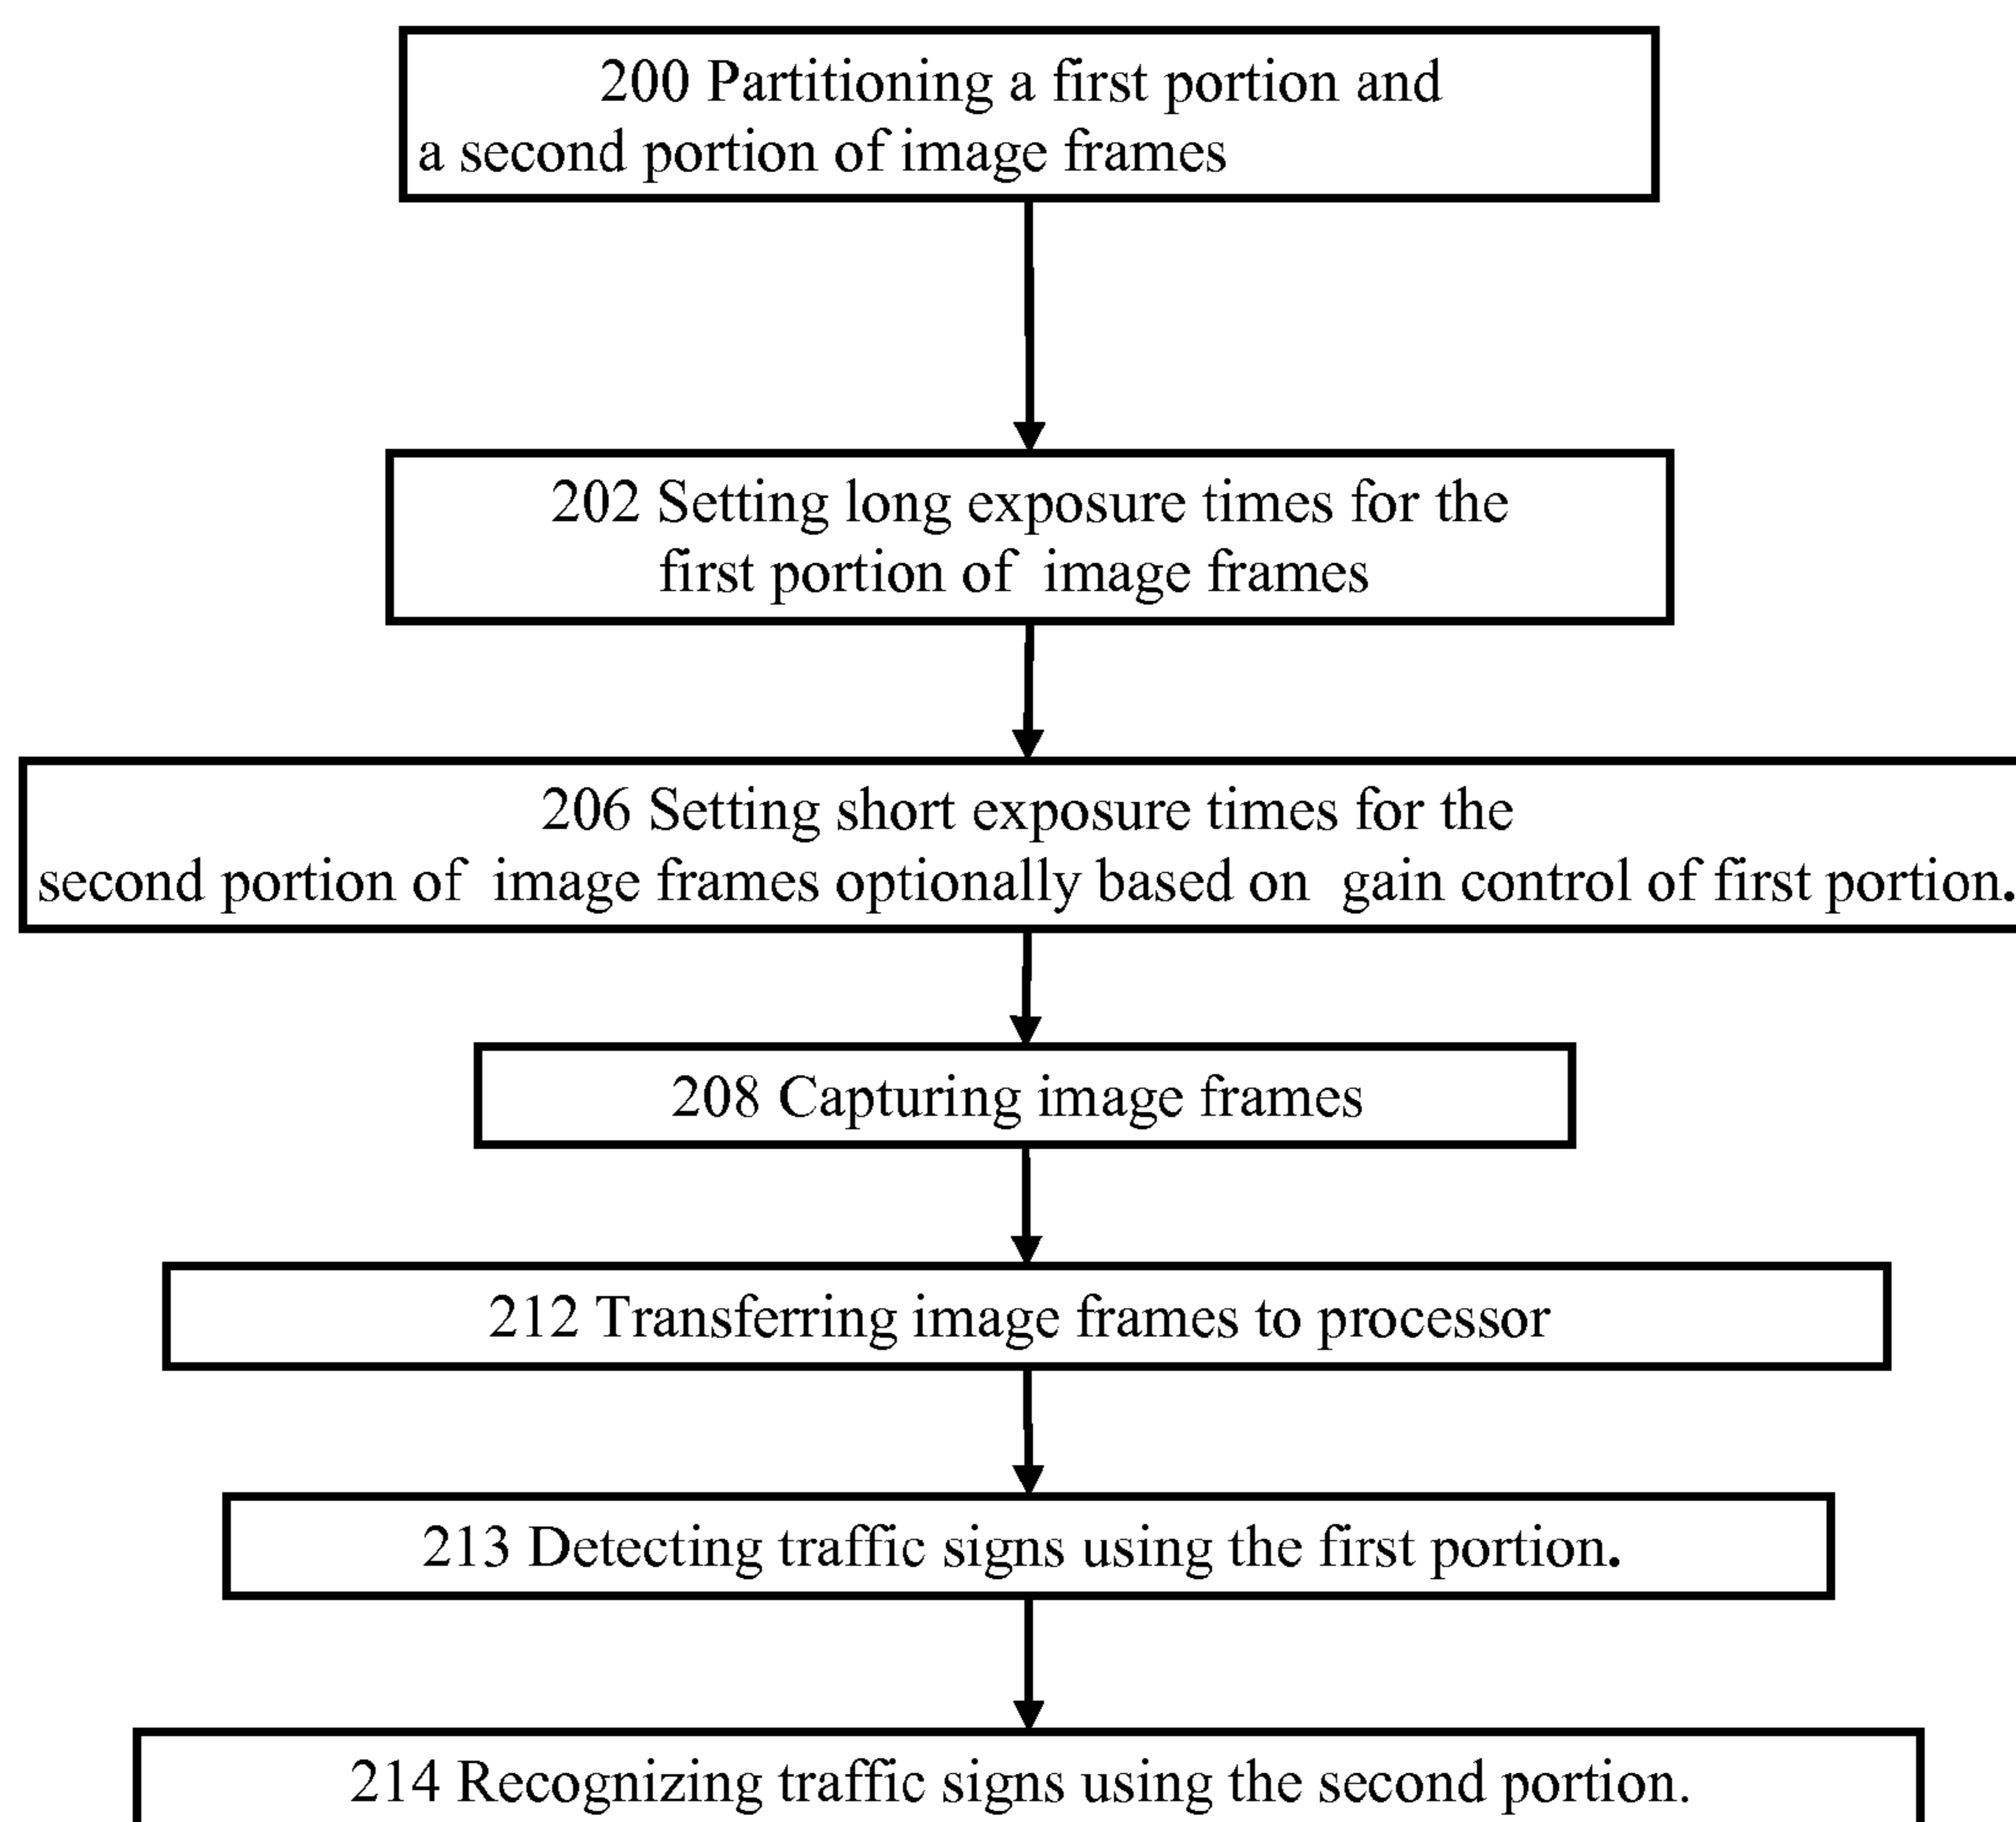 200 Partitioning a first portion and
a second portion of image frames
202 Setting long exposure times for the
first portion of image frames
206 Setting short exposure times for the
second portion of image frames optionally based on gain control of first portion.
208 Capturing image frames
212 Transferring image frames to processor
213 Detecting traffic signs using the first portion.
214 Recognizing traffic signs using the second portion.